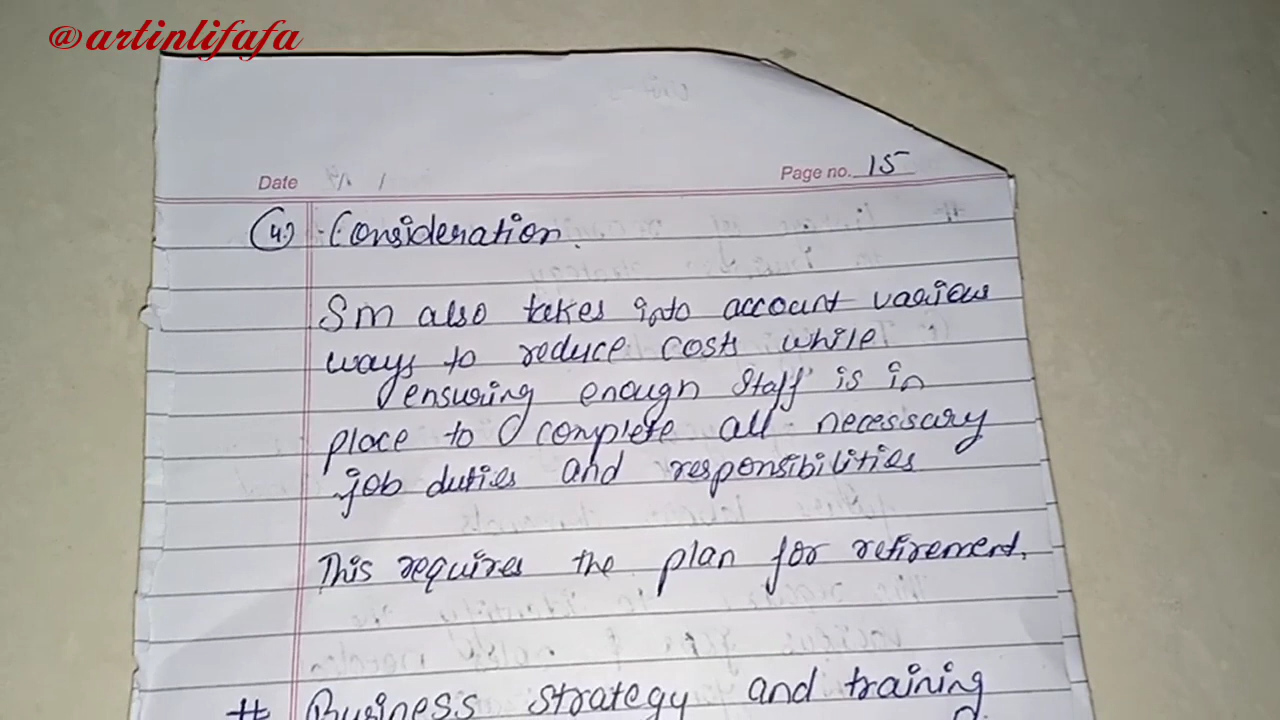 @artinlifafa
Date / /
Page no. 15
(4.) Consideration.
SM also takes into account various
ways to reduce costs while
ensuring enough staff is in
place to complete all necessary
job duties and responsibilities
This requires the plan for retirement.
# Business strategy and training